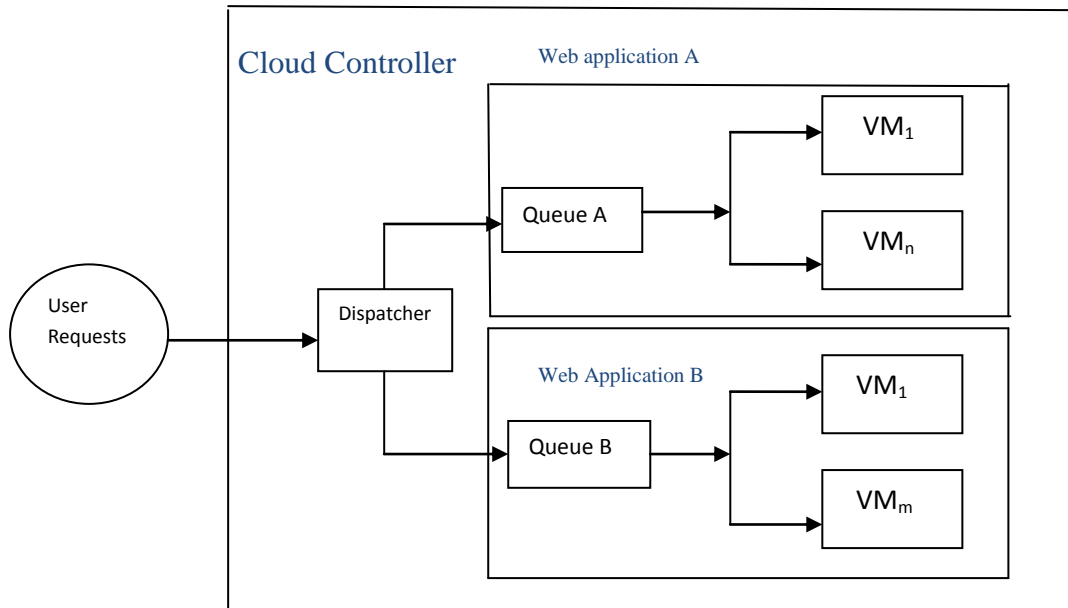 Cloud Controller
Web application A
VM₁
Queue A
VMₙ
User
Requests
Dispatcher
Web Application B
VM₁
Queue B
VMₘ